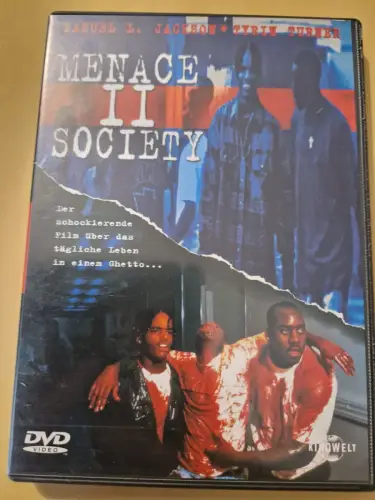 SAMUEL L. JACKSON * TYRIN TURNER
MENACE
II
SOCIETY
Der
schockierende
Film über das
tägliche Leben
in einem Ghetto...
DVD
VIDEO
KINOWELT